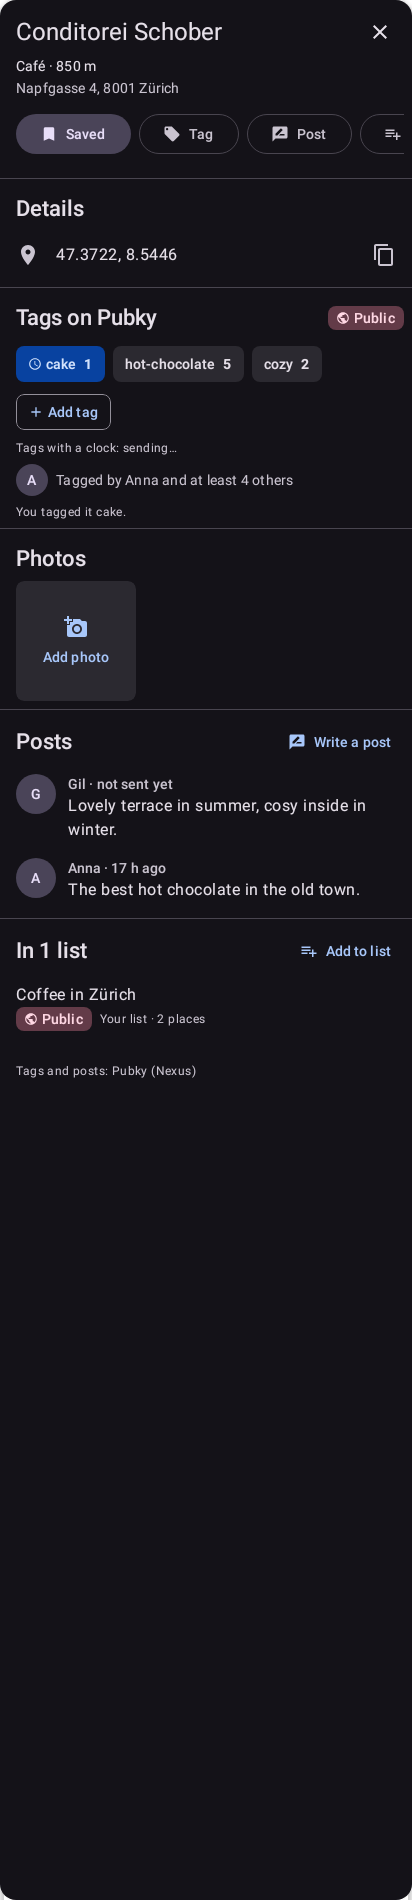 Conditorei Schober
Café · 850 m
Napfgasse 4, 8001 Zürich
Saved
Tag
Post
Details
47.3722, 8.5446
Tags on Pubky
Public
cake 1
hot-chocolate 5
cozy 2
Add tag
Tags with a clock: sending…
A
Tagged by Anna and at least 4 others
You tagged it cake.
Photos
Add photo
Posts
Write a post
G
Gil · not sent yet
Lovely terrace in summer, cosy inside in
winter.
A
Anna · 17 h ago
The best hot chocolate in the old town.
In 1 list
Add to list
Coffee in Zürich
Public
Your list · 2 places
Tags and posts: Pubky (Nexus)